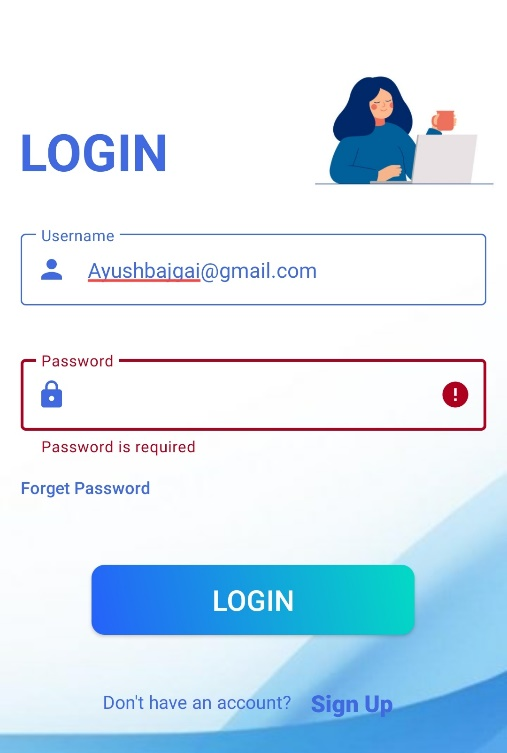 LOGIN
Username
Ayushbajgai@gmail.com
Password
!
Password is required
Forget Password
LOGIN
Don't have an account? Sign Up